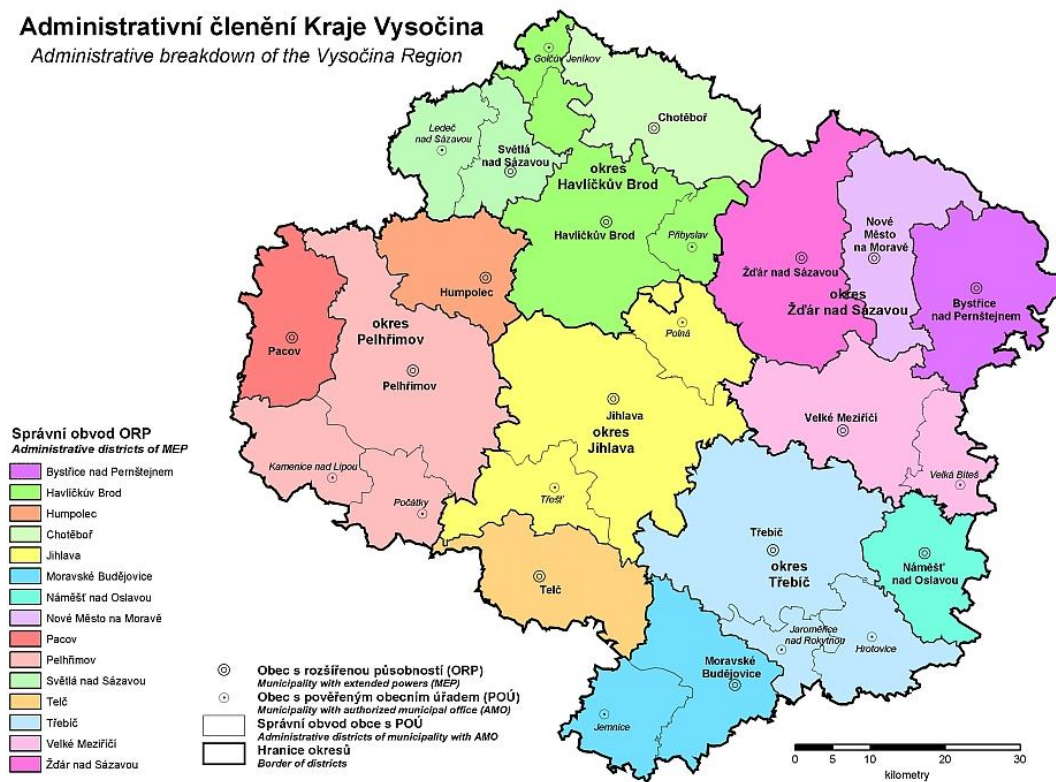 Administrativní členění Kraje Vysočina
Administrative breakdown of the Vysočina Region
Golčův Jeníkov
Chotěboř
Ledeč
nad Sázavou
Světlá
nad Sázavou
okres
Havlíčkův Brod
Havlíčkův Brod
Přibyslav
Nové
Město
na Moravě
Žďár nad Sázavou
okres
Žďár nad Sázavou
Bystřice
nad Pernštejnem
Humpolec
okres
Pelhřimov
Pacov
Pelhřimov
Polná
Jihlava
okres
Jihlava
Velké Meziříčí
Velká Bíteš
Kamenice nad Lipou
Počátky
Třešť
Třebíč
okres
Třebíč
Náměšť
nad Oslavou
Telč
Jaroměřice
nad Rokytnou
Hrotovice
Moravské
Budějovice
Jemnice
Správní obvod ORP
Administrative districts of MEP
Bystřice nad Pernštejnem
Havlíčkův Brod
Humpolec
Chotěboř
Jihlava
Moravské Budějovice
Náměšť nad Oslavou
Nové Město na Moravě
Pacov
Pelhřimov
Světlá nad Sázavou
Telč
Třebíč
Velké Meziříčí
Žďár nad Sázavou
Obec s rozšířenou působností (ORP)
Municipality with extended powers (MEP)
Obec s pověřeným obecním úřadem (POÚ)
Municipality with authorized municipal office (AMO)
Správní obvod obce s POÚ
Administrative districts of municipality with AMO
Hranice okresů
Border of districts
0 5 10 20 30
kilometry